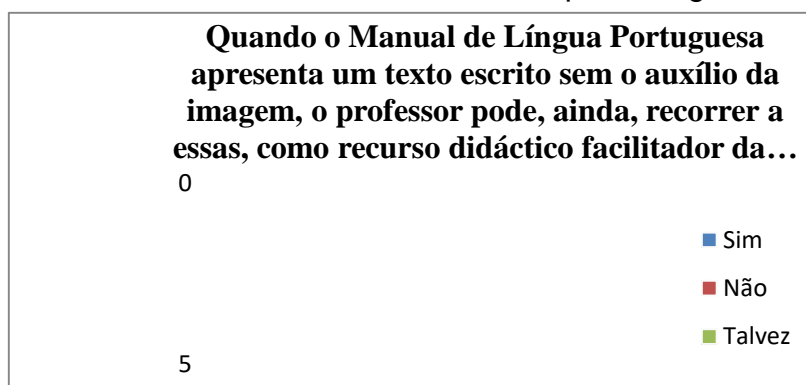 Quando o Manual de Língua Portuguesa
apresenta um texto escrito sem o auxílio da
imagem, o professor pode, ainda, recorrer a
essas, como recurso didáctico facilitador da…
0
Sim
Não
Talvez
5